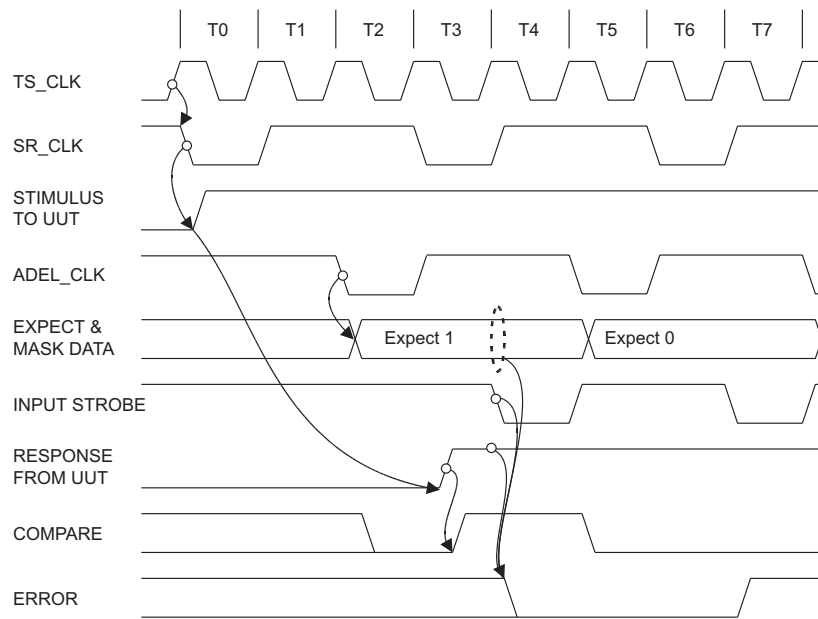 T0 T1 T2 T3 T4 T5 T6 T7
TS_CLK
SR_CLK
STIMULUS
TO UUT
ADEL_CLK
EXPECT &
MASK DATA
Expect 1 Expect 0
INPUT STROBE
RESPONSE
FROM UUT
COMPARE
ERROR